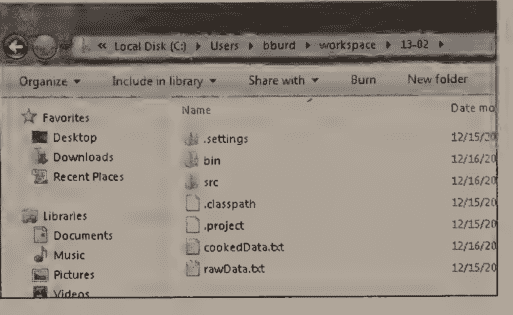 « Local Disk (C:) ▸ Users ▸ bburd ▸ workspace ▸ 13-02 ▸
Organize ▾ Include in library ▾ Share with ▾ Burn New folder
Favorites
Desktop
Downloads
Recent Places
Libraries
Documents
Music
Pictures
Videos
Name Date mo
.settings 12/15/20
bin 12/16/20
src 12/16/20
.classpath 12/15/20
.project 12/15/20
cookedData.txt 12/16/20
rawData.txt 12/15/20